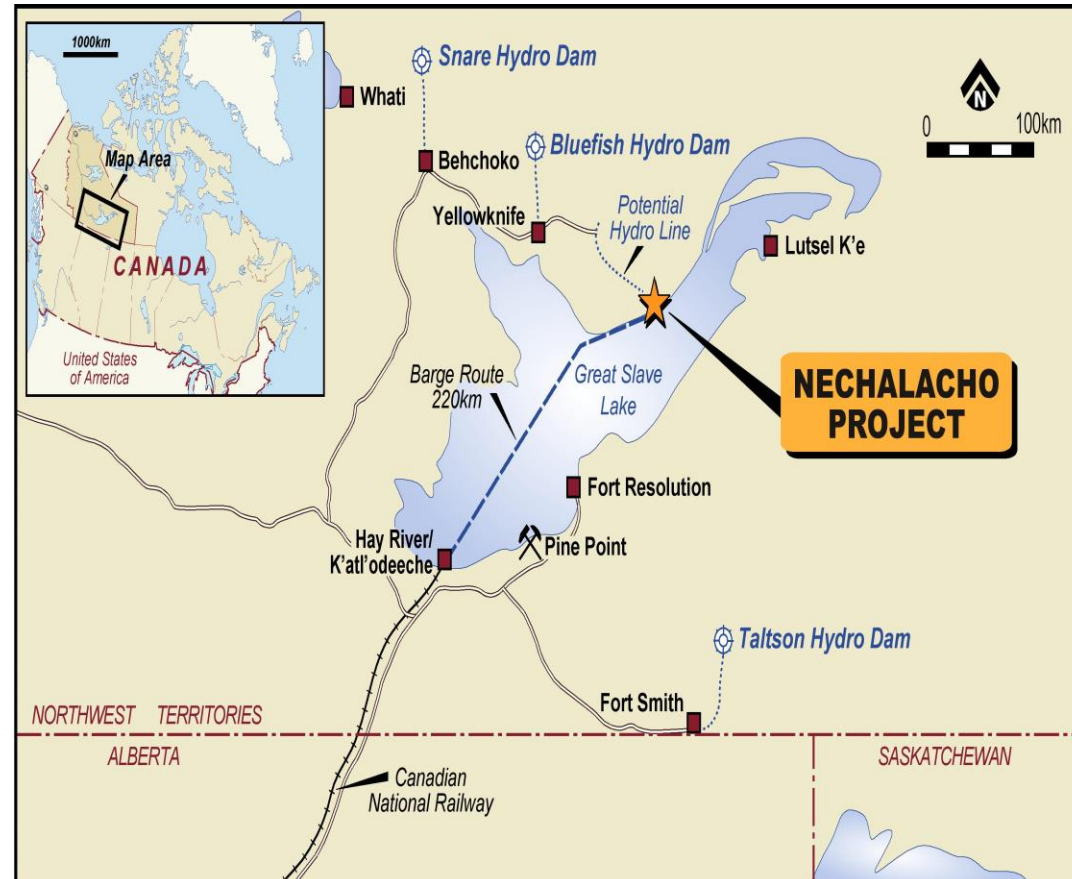 1000km
Map Area
CANADA
United States
of America
Snare Hydro Dam
Whati
Bluefish Hydro Dam
N
0 100km
Behchoko
Yellowknife
Potential
Hydro Line
Lutsel K'e
Barge Route
220km
Great Slave
Lake
NECHALACHO
PROJECT
Fort Resolution
Hay River/
K'atl'odeeche
Pine Point
Taltson Hydro Dam
Fort Smith
NORTHWEST TERRITORIES
ALBERTA
SASKATCHEWAN
Canadian
National Railway